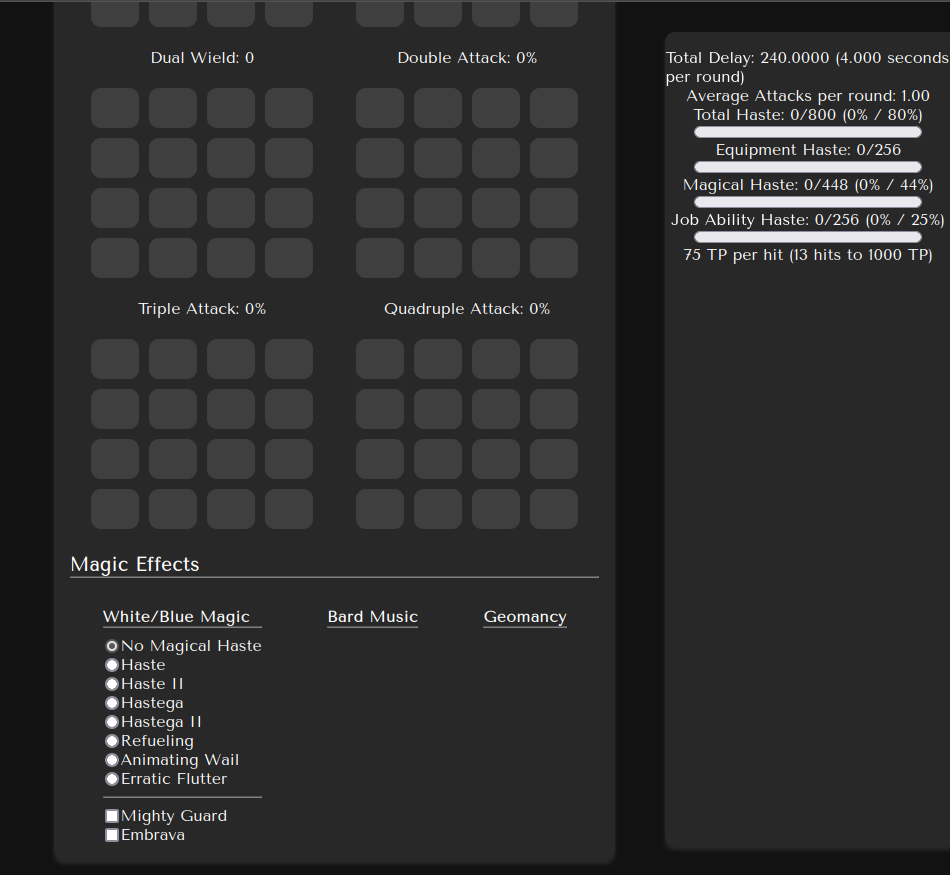 Dual Wield: 0
Double Attack: 0%
Triple Attack: 0%
Quadruple Attack: 0%
Magic Effects
White/Blue Magic
No Magical Haste
Haste
Haste II
Hastega
Hastega II
Refueling
Animating Wail
Erratic Flutter
Mighty Guard
Embrava
Bard Music
Geomancy
Total Delay: 240.0000 (4.000 seconds
per round)
Average Attacks per round: 1.00
Total Haste: 0/800 (0% / 80%)
Equipment Haste: 0/256
Magical Haste: 0/448 (0% / 44%)
Job Ability Haste: 0/256 (0% / 25%)
75 TP per hit (13 hits to 1000 TP)